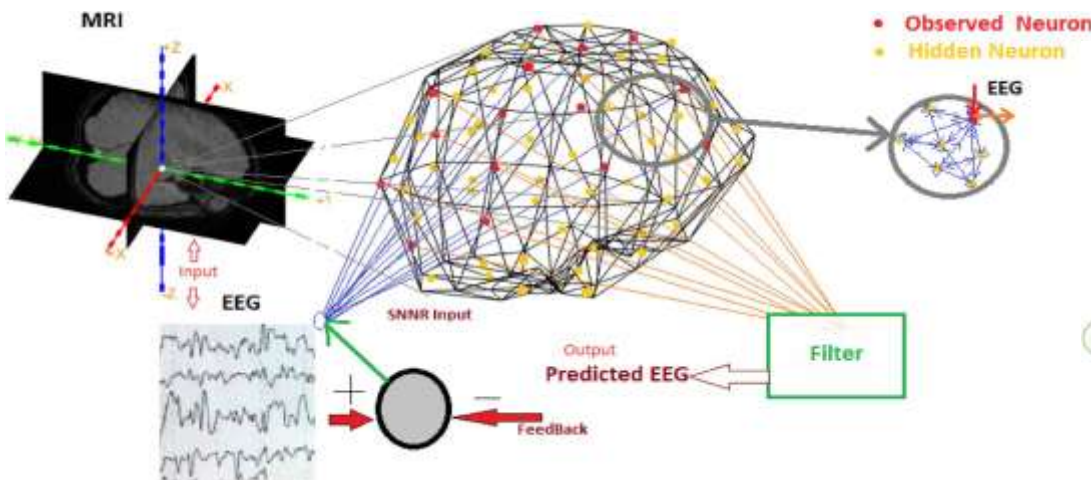 MRI
Observed Neuron
Hidden Neuron
EEG
Z
X
X
Z
Input
EEG
SNNR Input
Output
Predicted EEG
Filter
+
—
FeedBack